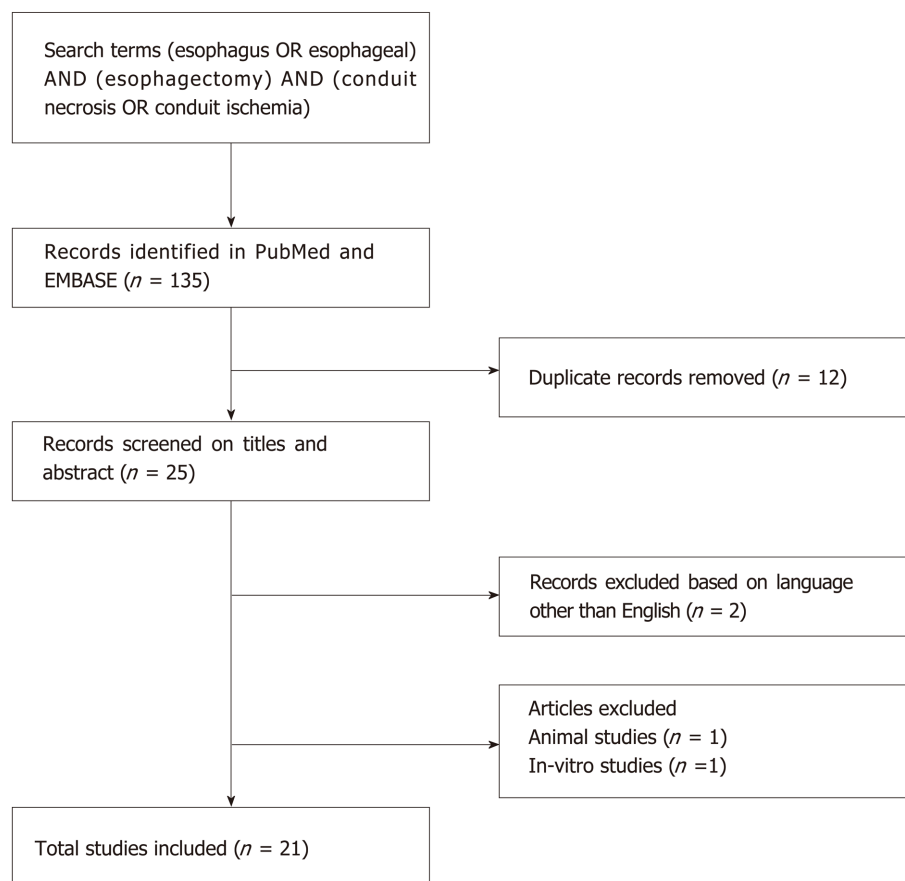 Search terms (esophagus OR esophageal)
AND (esophagectomy) AND (conduit
necrosis OR conduit ischemia)
Records identified in PubMed and
EMBASE (n = 135)
Duplicate records removed (n = 12)
Records screened on titles and
abstract (n = 25)
Records excluded based on language
other than English (n = 2)
Articles excluded
Animal studies (n = 1)
In-vitro studies (n =1)
Total studies included (n = 21)